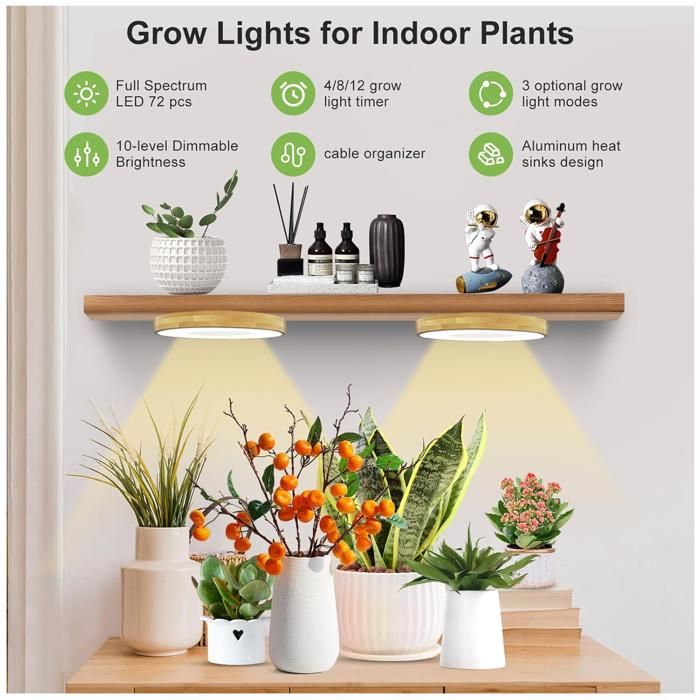 Grow Lights for Indoor Plants
Full Spectrum
LED 72 pcs
4/8/12 grow
light timer
3 optional grow
light modes
10-level Dimmable
Brightness
cable organizer
Aluminum heat
sinks design